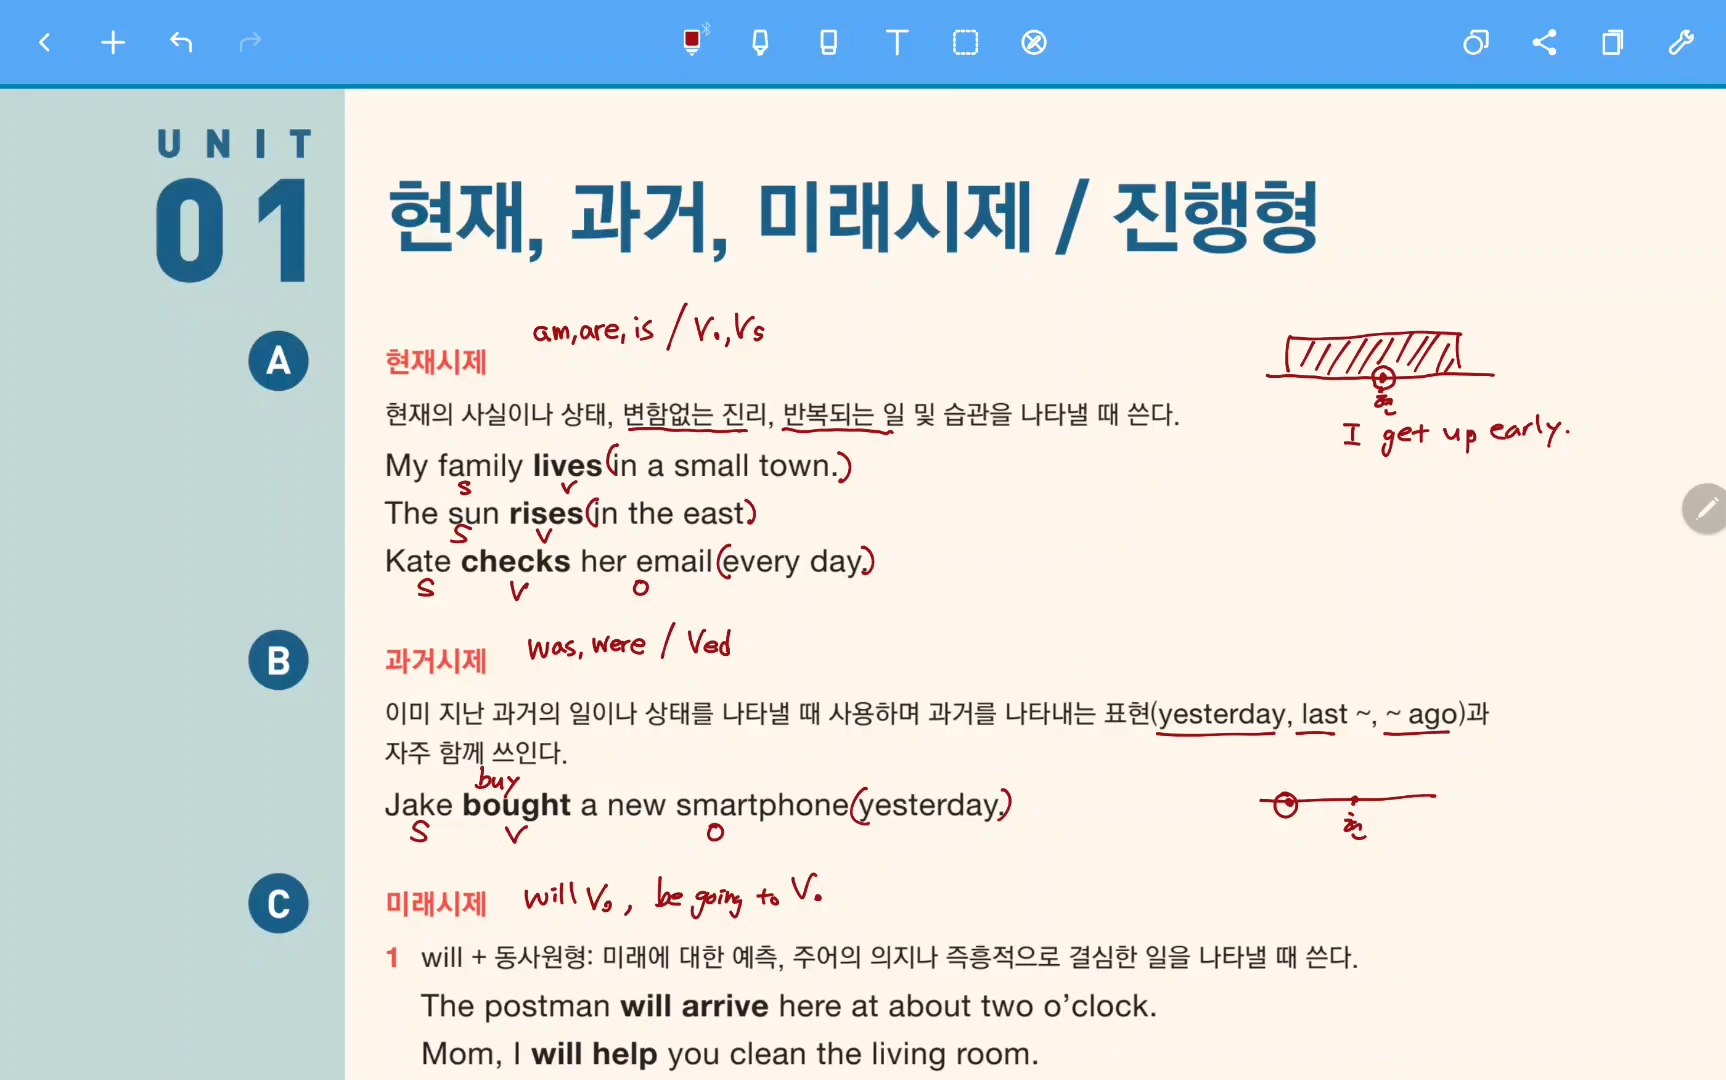 UNIT
01
현재, 과거, 미래시제 / 진행형
am, are, is / V., Vs
A
현재시제
현재의 사실이나 상태, 변함없는 진리, 반복되는 일 및 습관을 나타낼 때 쓴다.
현
I get up early.
My family lives (in a small town.)
S V
The sun rises (in the east.)
S V
Kate checks her email (every day.)
S V O
was, were / Ved
B
과거시제
이미 지난 과거의 일이나 상태를 나타낼 때 사용하며 과거를 나타내는 표현(yesterday, last ~, ~ ago)과
자주 함께 쓰인다.
buy
Jake bought a new smartphone (yesterday.)
S V O
현
C
미래시제 will V., be going to V.
1 will + 동사원형: 미래에 대한 예측, 주어의 의지나 즉흥적으로 결심한 일을 나타낼 때 쓴다.
The postman will arrive here at about two o’clock.
Mom, I will help you clean the living room.